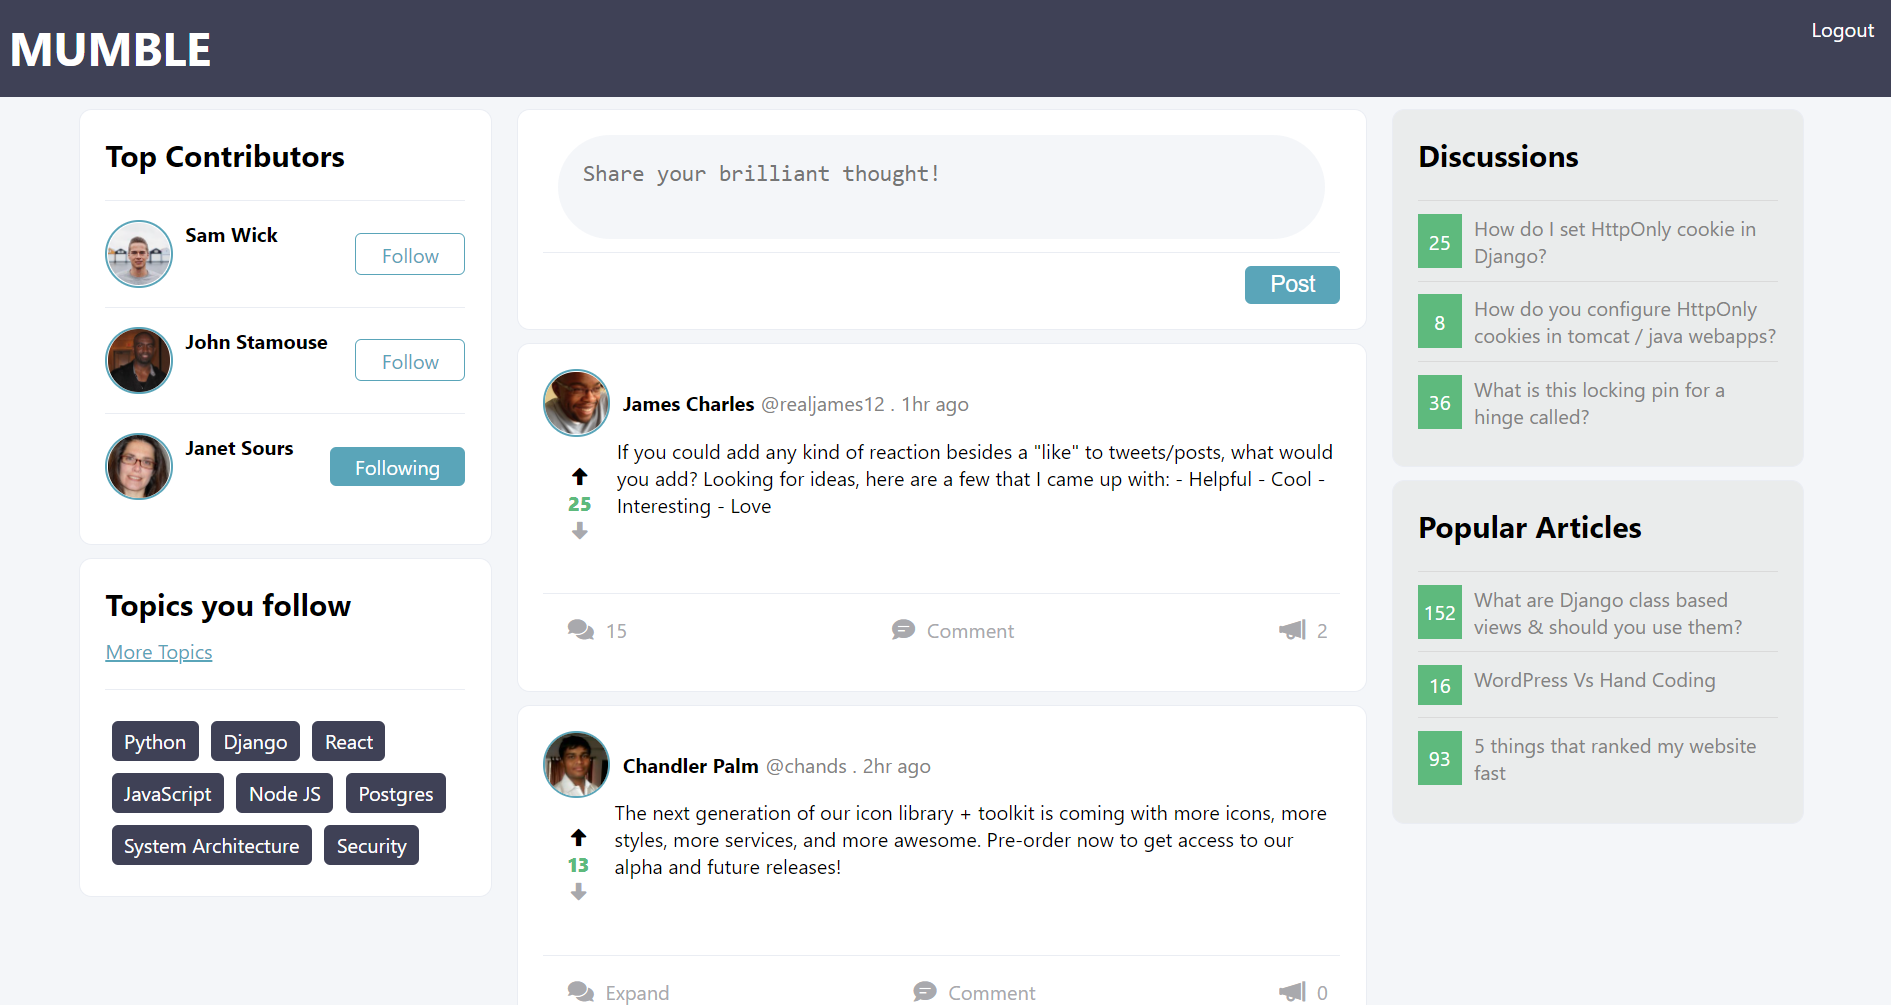 MUMBLE
Logout
Top Contributors
Sam Wick
Follow
John Stamouse
Follow
Janet Sours
Following
Topics you follow
More Topics
Python Django React
JavaScript Node JS Postgres
System Architecture Security
Share your brilliant thought!
Post
James Charles @realjames12 . 1hr ago
If you could add any kind of reaction besides a "like" to tweets/posts, what would
you add? Looking for ideas, here are a few that I came up with: - Helpful - Cool -
Interesting - Love
25
15 Comment 2
Chandler Palm @chands . 2hr ago
The next generation of our icon library + toolkit is coming with more icons, more
styles, more services, and more awesome. Pre-order now to get access to our
alpha and future releases!
13
Expand Comment 0
Discussions
25 How do I set HttpOnly cookie in
Django?
8 How do you configure HttpOnly
cookies in tomcat / java webapps?
36 What is this locking pin for a
hinge called?
Popular Articles
152 What are Django class based
views & should you use them?
16 WordPress Vs Hand Coding
93 5 things that ranked my website
fast